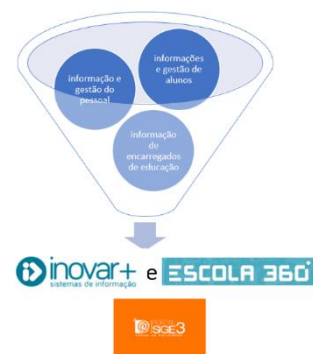 informação e
gestão do
pessoal
informações
e gestão de
alunos
informação
de
encarregados
de educação
inovar+ e ESCOLA 360°
sistemas de informação
SGE3